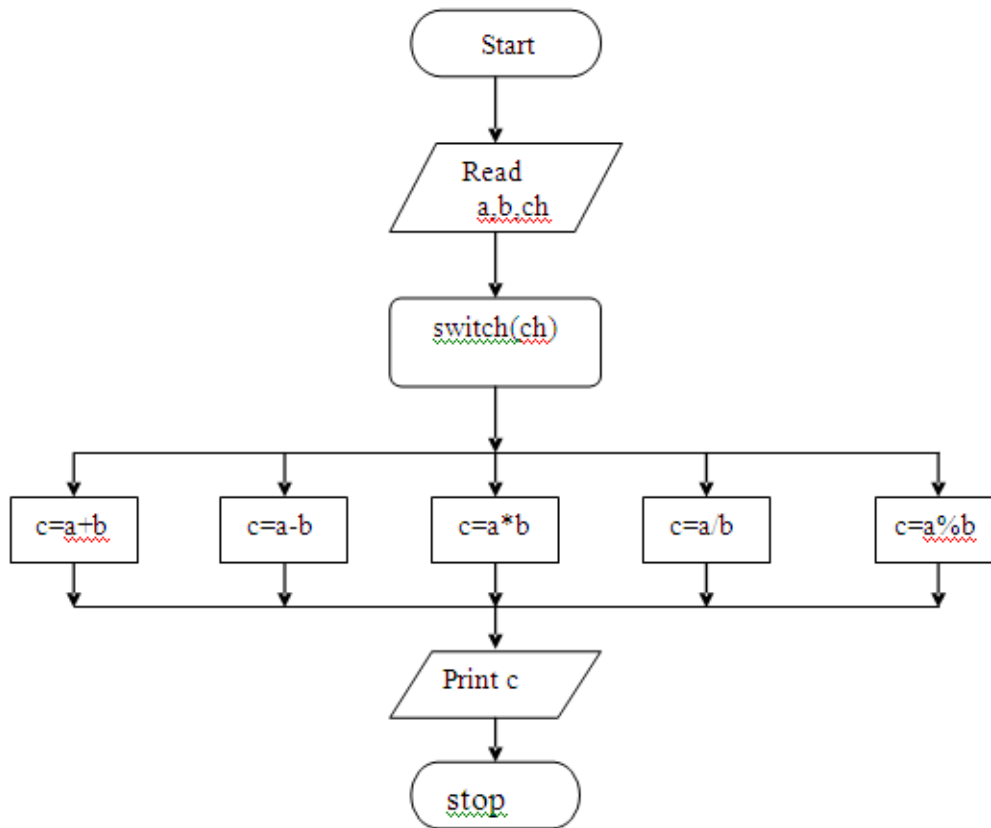 Start
Read
a,b,ch
switch(ch)
c=a+b
c=a-b
c=a*b
c=a/b
c=a%b
Print c
stop